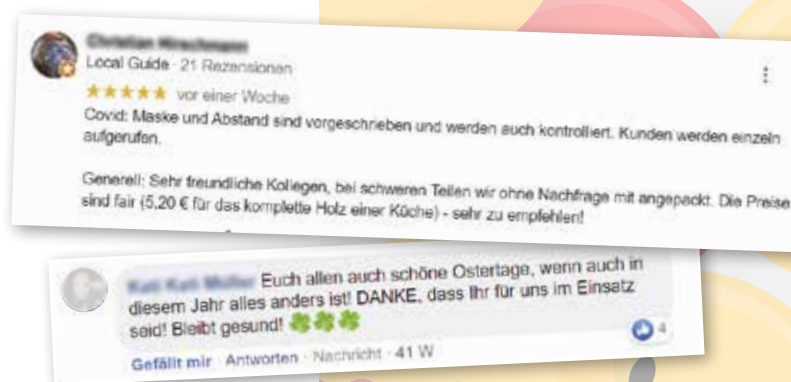 Local Guide · 21 Rezensionen
vor einer Woche
Covid: Maske und Abstand sind vorgeschrieben und werden auch kontrolliert. Kunden werden einzeln
aufgerufen.
Generell: Sehr freundliche Kollegen, bei schweren Teilen wir ohne Nachfrage mit angepackt. Die Preise
sind fair (5,20 € für das komplette Holz einer Küche) - sehr zu empfehlen!
Euch allen auch schöne Ostertage, wenn auch in
diesem Jahr alles anders ist! DANKE, dass Ihr für uns im Einsatz
seid! Bleibt gesund! 🍀🍀🍀
4
Gefällt mir · Antworten · Nachricht · 41 W